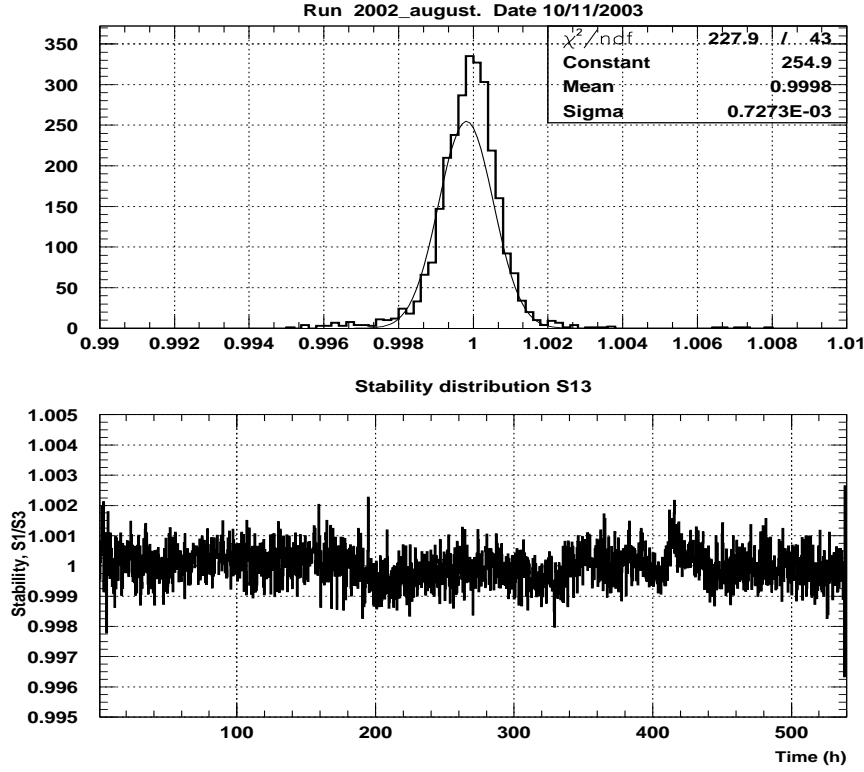 Run 2002_august. Date 10/11/2003
350
300
250
200
150
100
50
0
χ²/ndf 227.9 / 43
Constant 254.9
Mean 0.9998
Sigma 0.7273E-03
0.99 0.992 0.994 0.996 0.998 1 1.002 1.004 1.006 1.008 1.01
Stability distribution S13
Stability, S1/S3
1.005
1.004
1.003
1.002
1.001
1
0.999
0.998
0.997
0.996
0.995
100 200 300 400 500
Time (h)